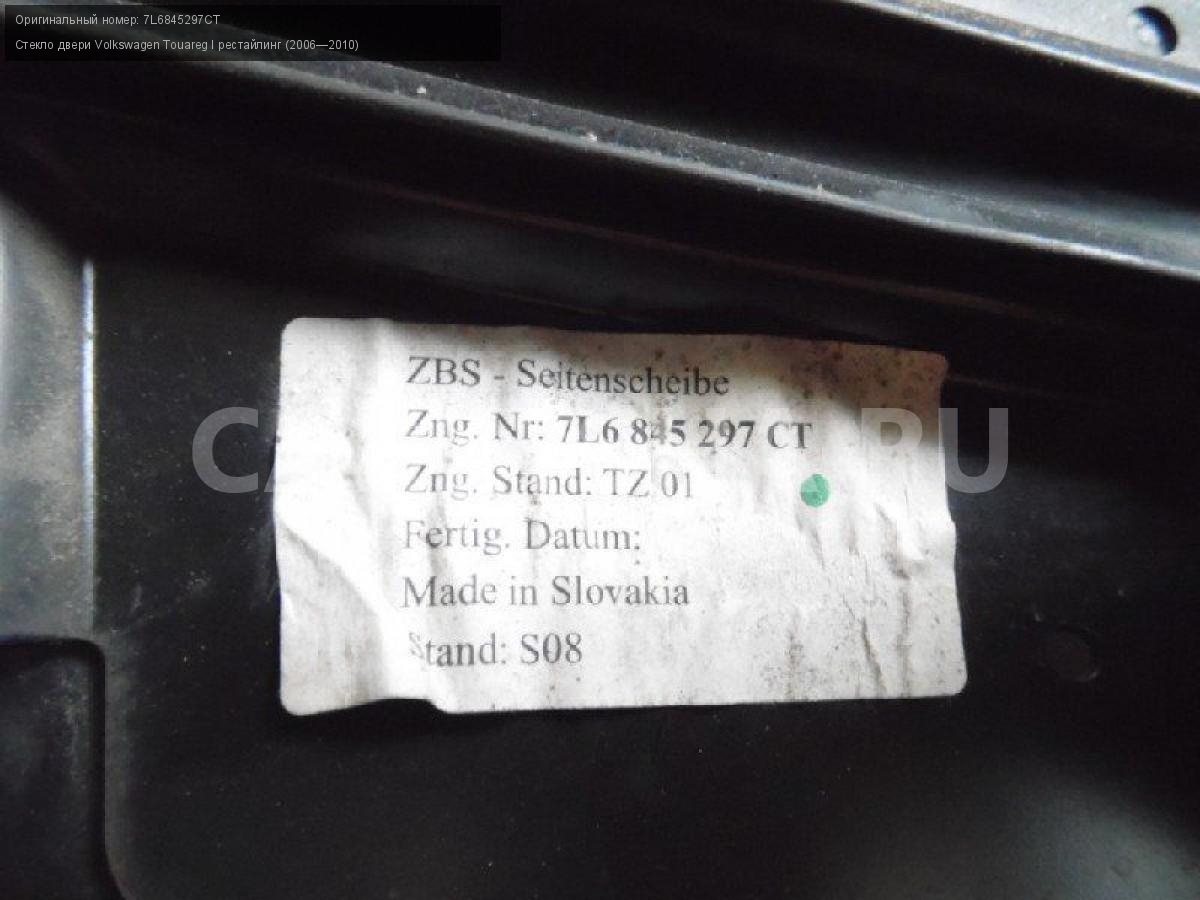 Оригинальный номер: 7L6845297CT
Стекло двери Volkswagen Touareg I рестайлинг (2006—2010)
ZBS - Seitenscheibe
Zng. Nr: 7L6 845 297 CT
Zng. Stand: TZ 01
Fertig. Datum:
Made in Slovakia
Stand: S08